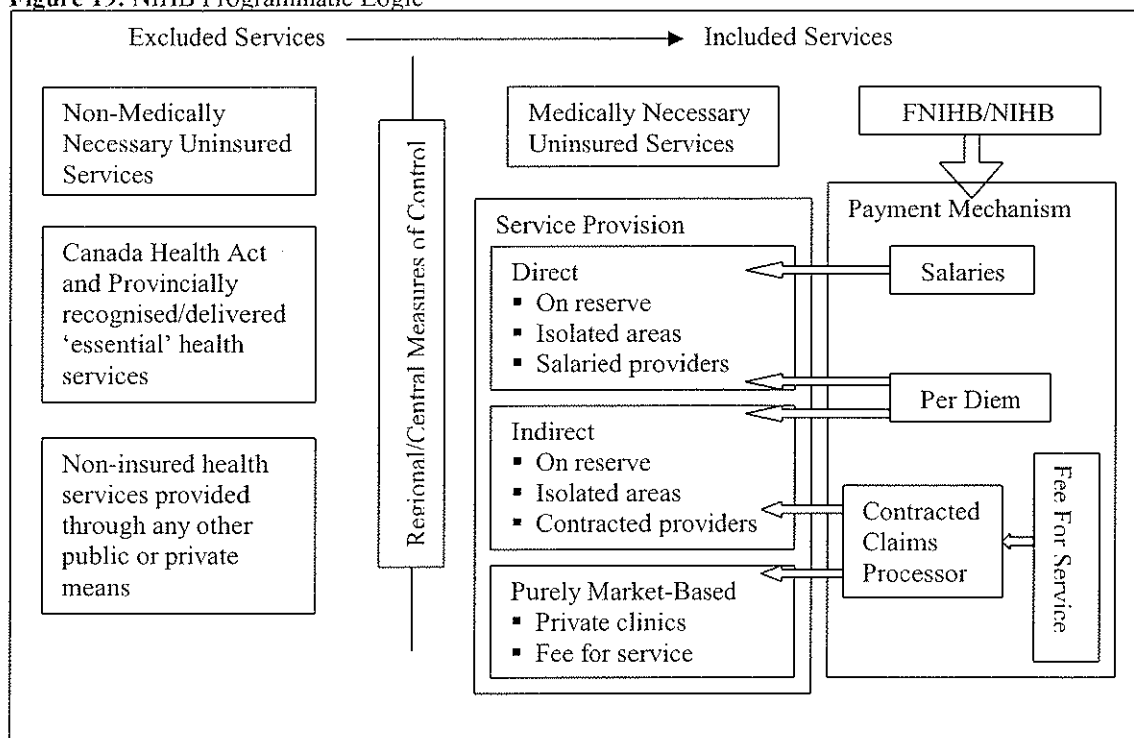 Figure 19. NIHB Programmatic Logic
Excluded Services
Included Services
Non-Medically
Necessary Uninsured
Services
Canada Health Act
and Provincially
recognised/delivered
‘essential’ health
services
Non-insured health
services provided
through any other
public or private
means
Regional/Central Measures of Control
Medically Necessary
Uninsured Services
Service Provision
Direct
▪ On reserve
▪ Isolated areas
▪ Salaried providers
Indirect
▪ On reserve
▪ Isolated areas
▪ Contracted providers
Purely Market-Based
▪ Private clinics
▪ Fee for service
FNIHB/NIHB
Payment Mechanism
Salaries
Per Diem
Contracted
Claims
Processor
Fee For Service